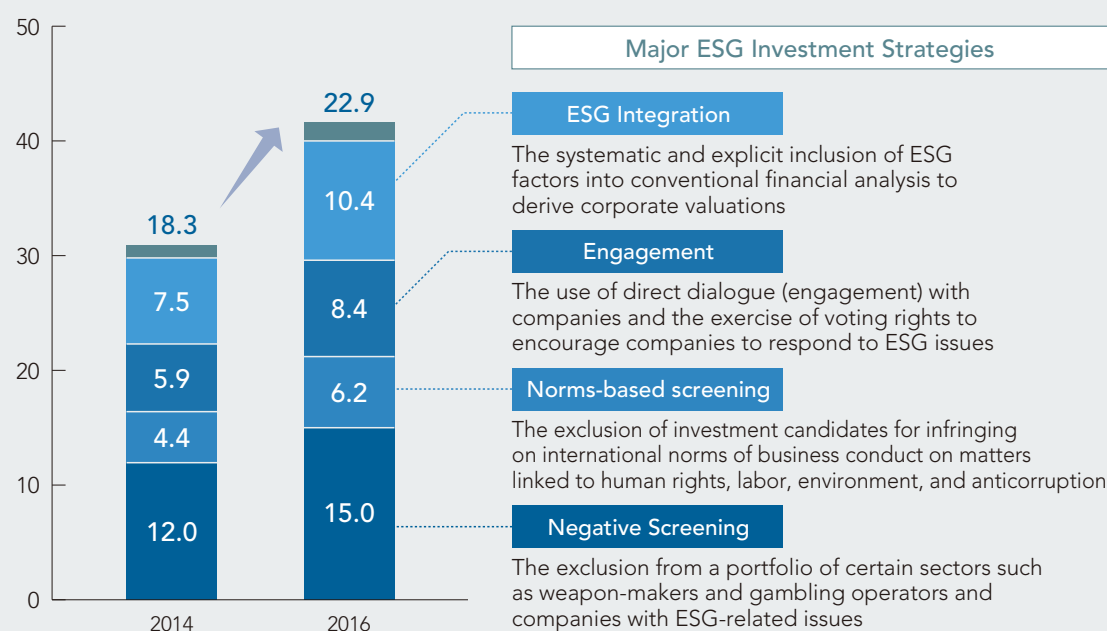 50
40
30
20
10
0
18.3
7.5
5.9
4.4
12.0
2014
22.9
10.4
8.4
6.2
15.0
2016
Major ESG Investment Strategies
ESG Integration
The systematic and explicit inclusion of ESG
factors into conventional financial analysis to
derive corporate valuations
Engagement
The use of direct dialogue (engagement) with
companies and the exercise of voting rights to
encourage companies to respond to ESG issues
Norms-based screening
The exclusion of investment candidates for infringing
on international norms of business conduct on matters
linked to human rights, labor, environment, and anticorruption
Negative Screening
The exclusion from a portfolio of certain sectors such
as weapon-makers and gambling operators and
companies with ESG-related issues